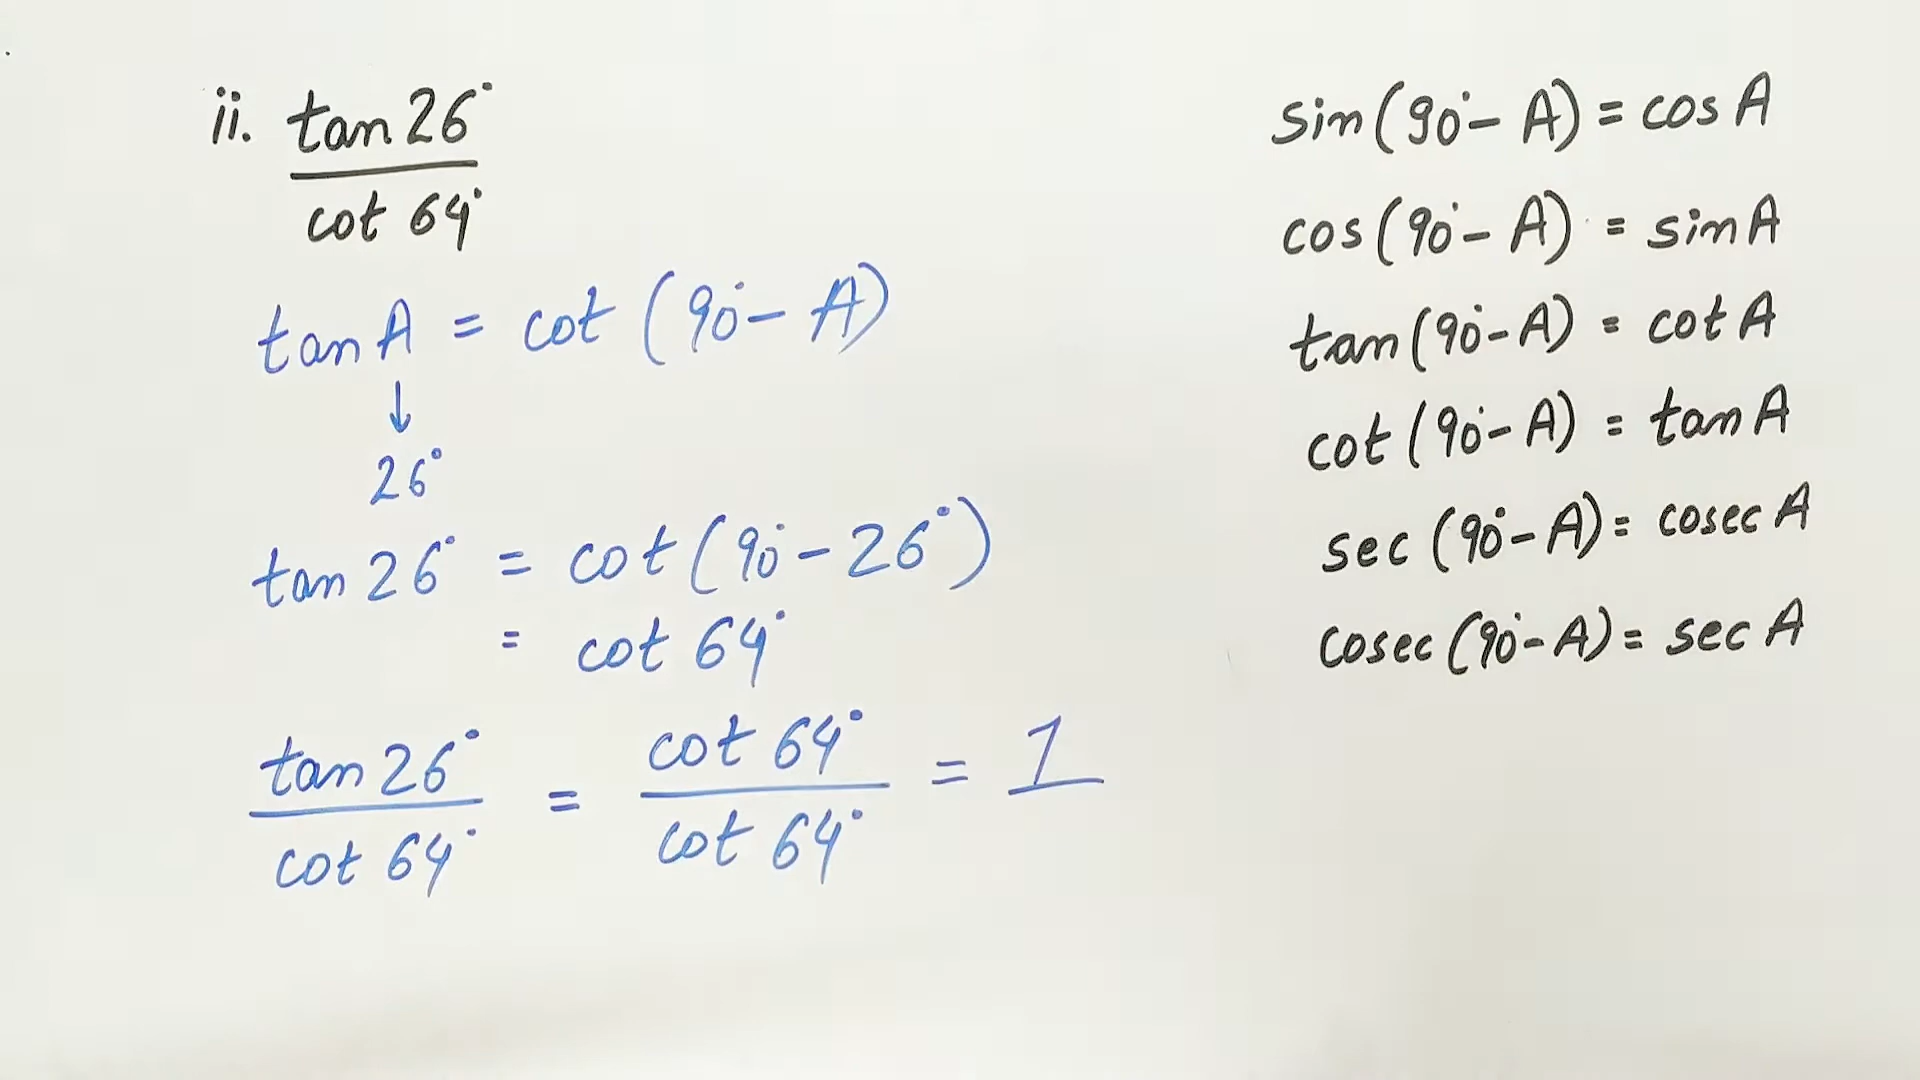 ii. tan 26° / cot 64°
tan A = cot (90° - A)
↓
26°
tan 26° = cot (90° - 26°)
= cot 64°
tan 26° / cot 64° = cot 64° / cot 64° = 1
sin (90° - A) = cos A
cos (90° - A) = sin A
tan (90° - A) = cot A
cot (90° - A) = tan A
sec (90° - A) = cosec A
cosec (90° - A) = sec A